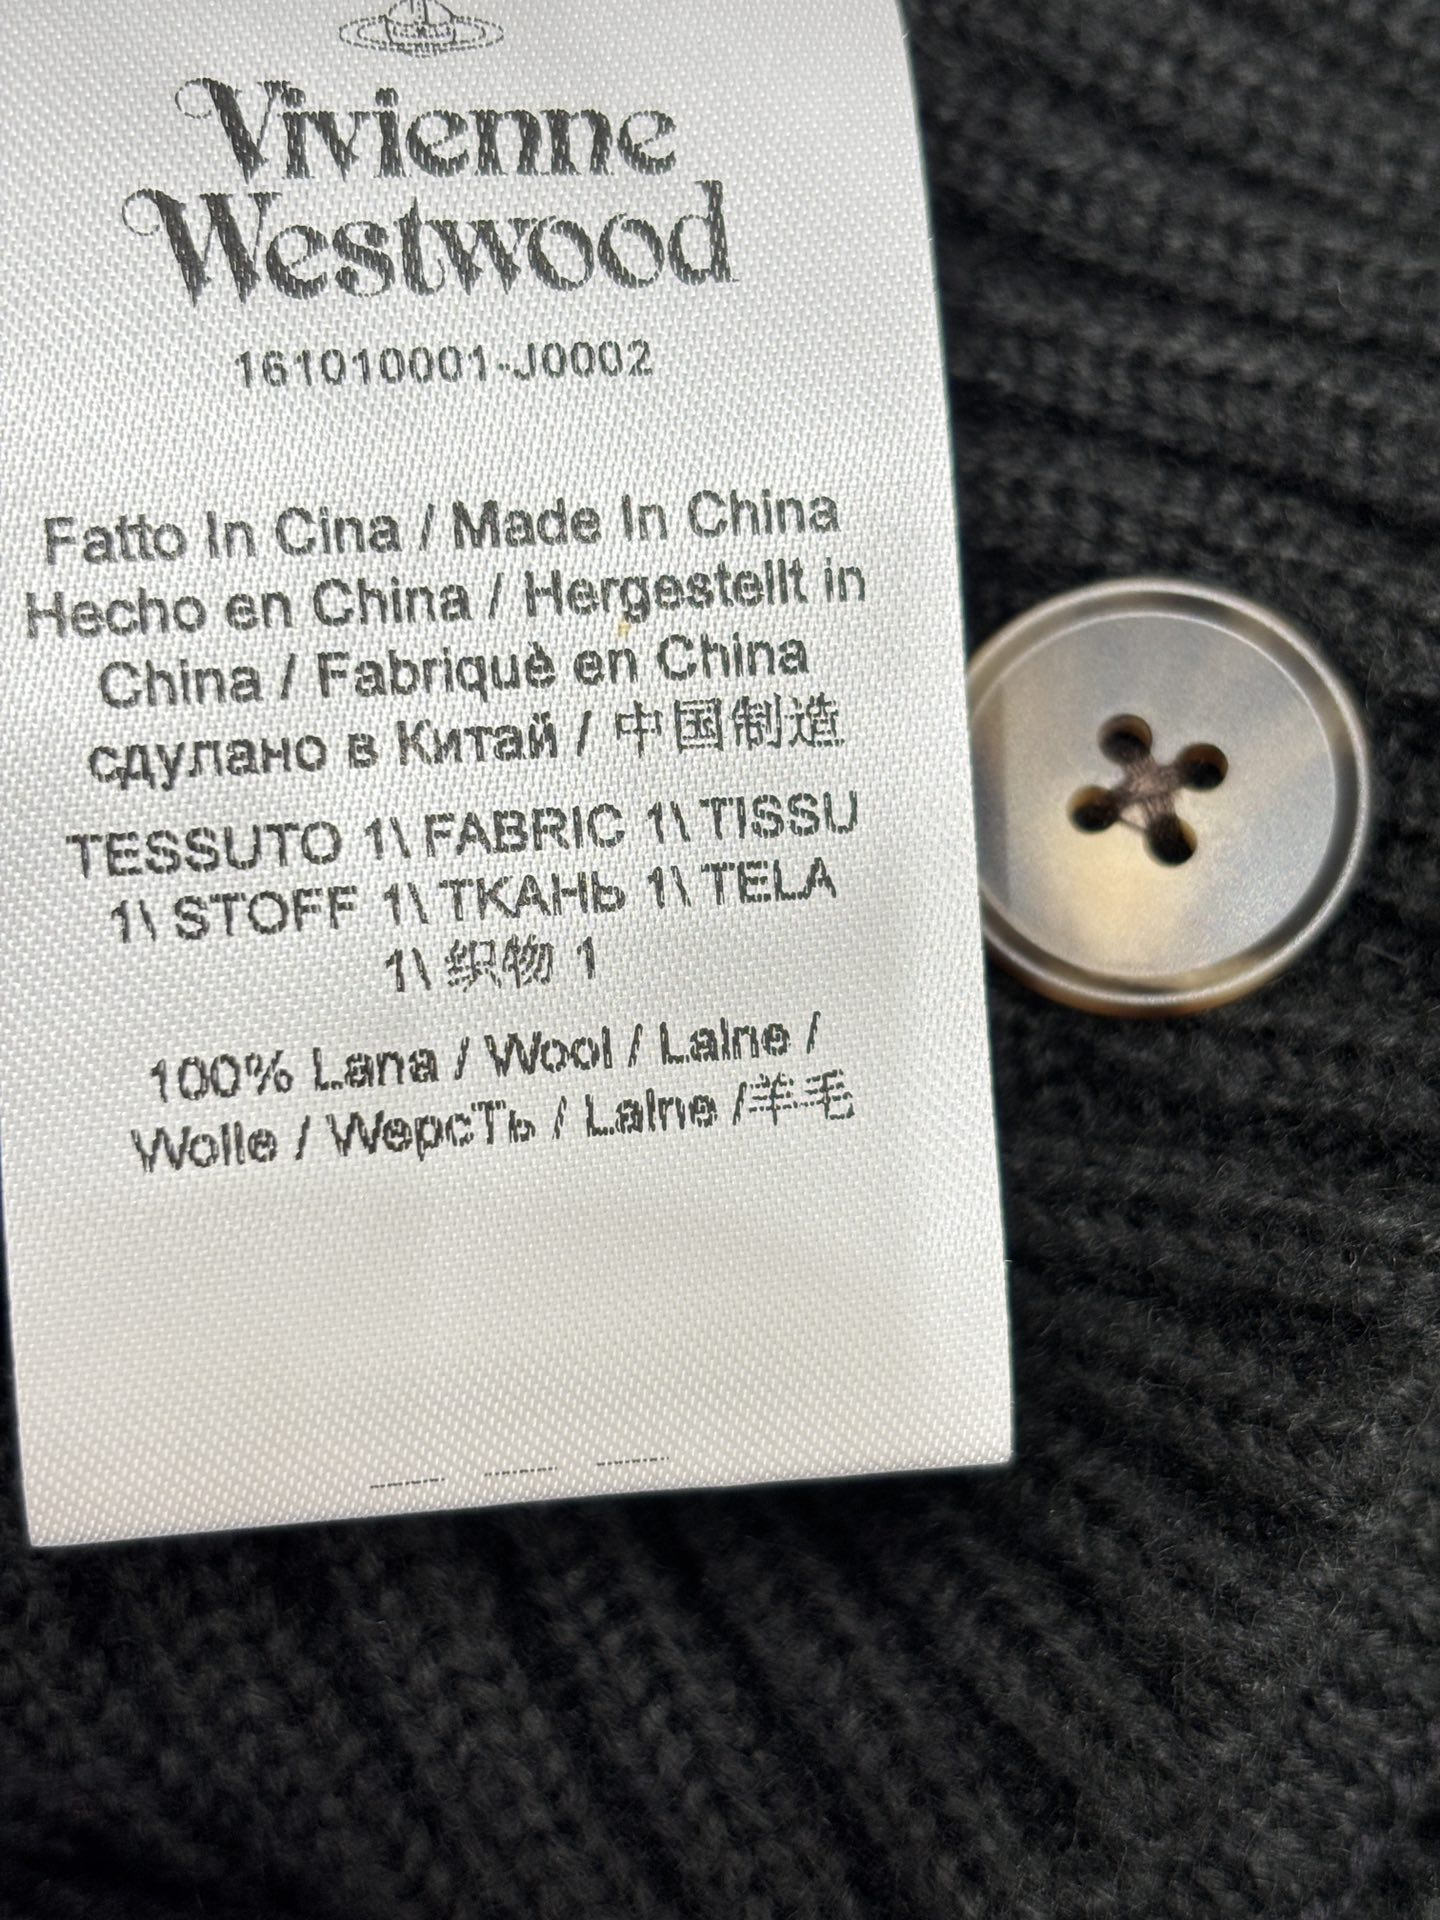 Vivienne
Westwood
161010001-J0002
Fatto In Cina / Made In China
Hecho en China / Hergestellt in
China / Fabriquè en China
сдулано в Китай / 中国制造
TESSUTO 1\ FABRIC 1\ TISSU
1\ STOFF 1\ ТКАНЬ 1\ TELA
1\ 织物 1
100% Lana / Wool / Lalne /
Wolle / WepcTь / Lalne /羊毛